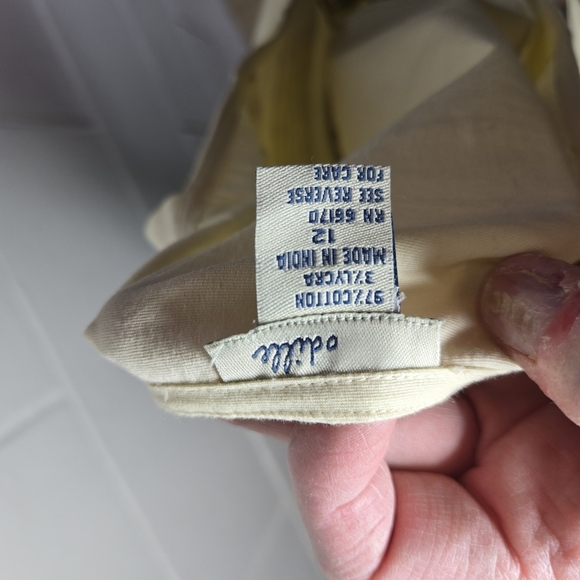 odille
97% COTTON
3% LYCRA
MADE IN INDIA
12
RN 66170
SEE REVERSE
FOR CARE